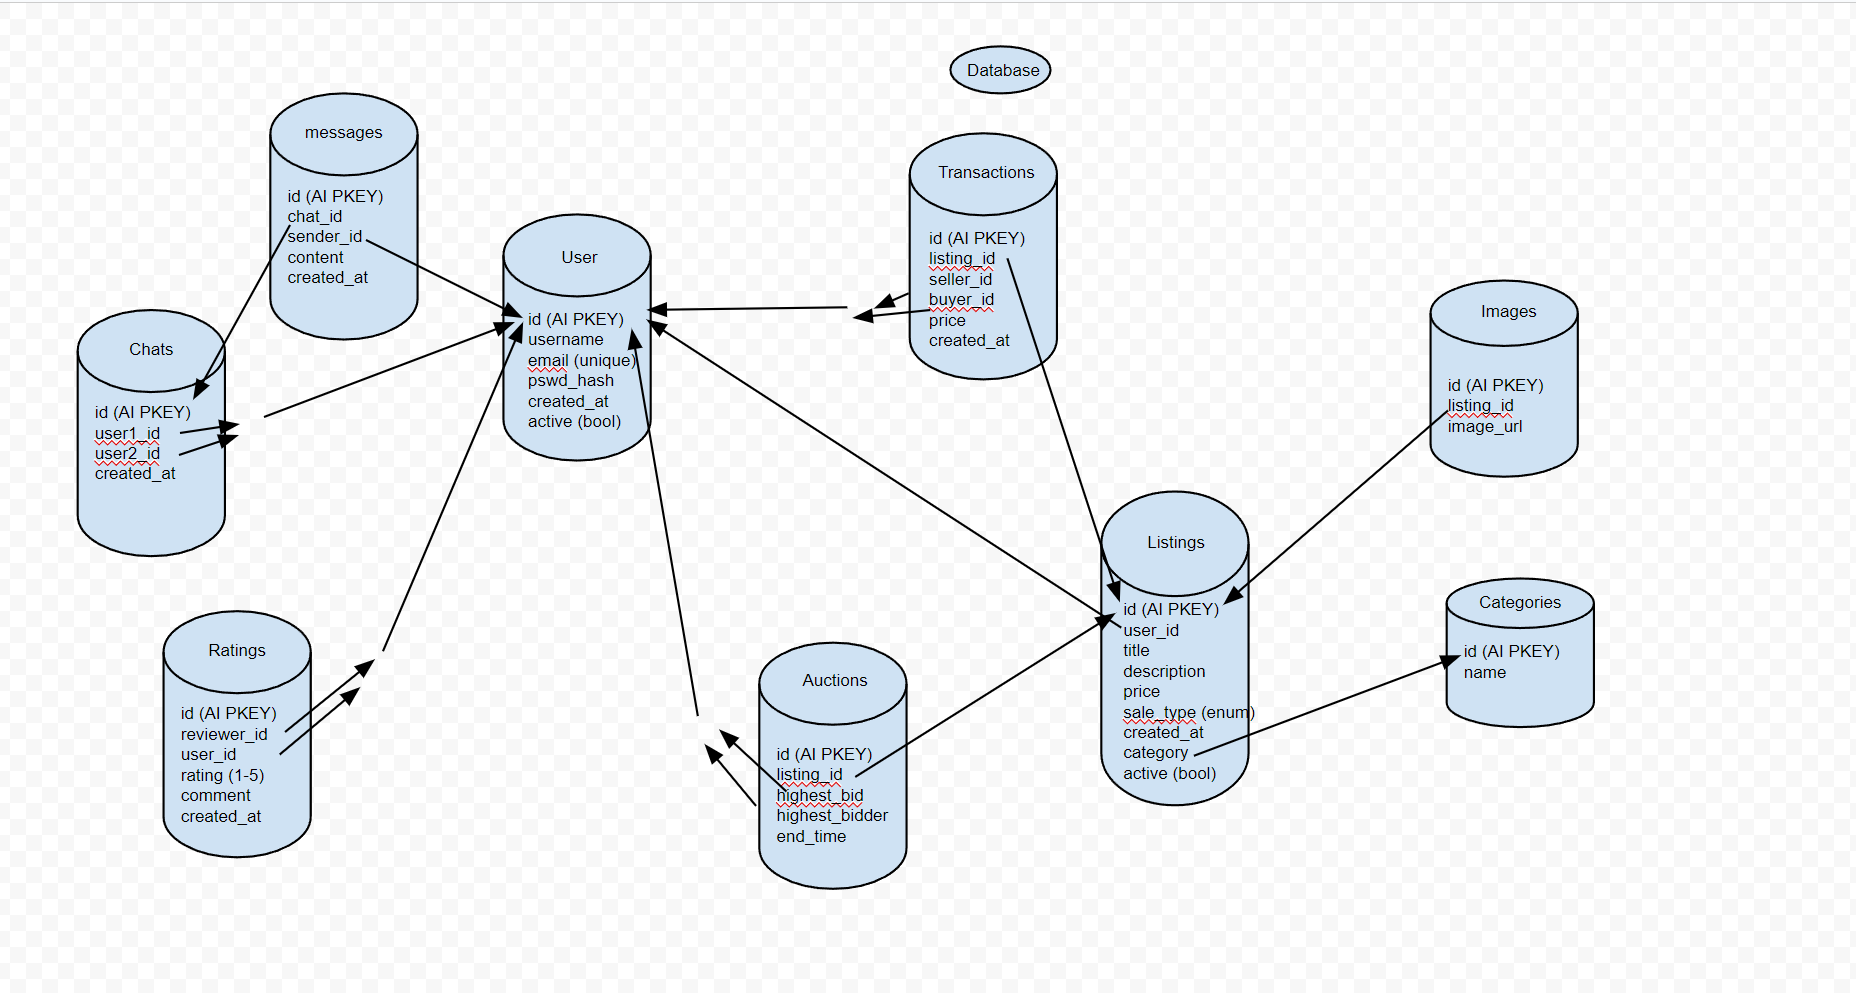 Database
messages
id (AI PKEY)
chat_id
sender_id
content
created_at
Transactions
id (AI PKEY)
listing_id
seller_id
buyer_id
price
created_at
User
id (AI PKEY)
username
email (unique)
pswd_hash
created_at
active (bool)
Images
id (AI PKEY)
listing_id
image_url
Chats
id (AI PKEY)
user1_id
user2_id
created_at
Listings
id (AI PKEY)
user_id
title
description
price
sale_type (enum)
created_at
category
active (bool)
Categories
id (AI PKEY)
name
Ratings
id (AI PKEY)
reviewer_id
user_id
rating (1-5)
comment
created_at
Auctions
id (AI PKEY)
listing_id
highest_bid
highest_bidder
end_time